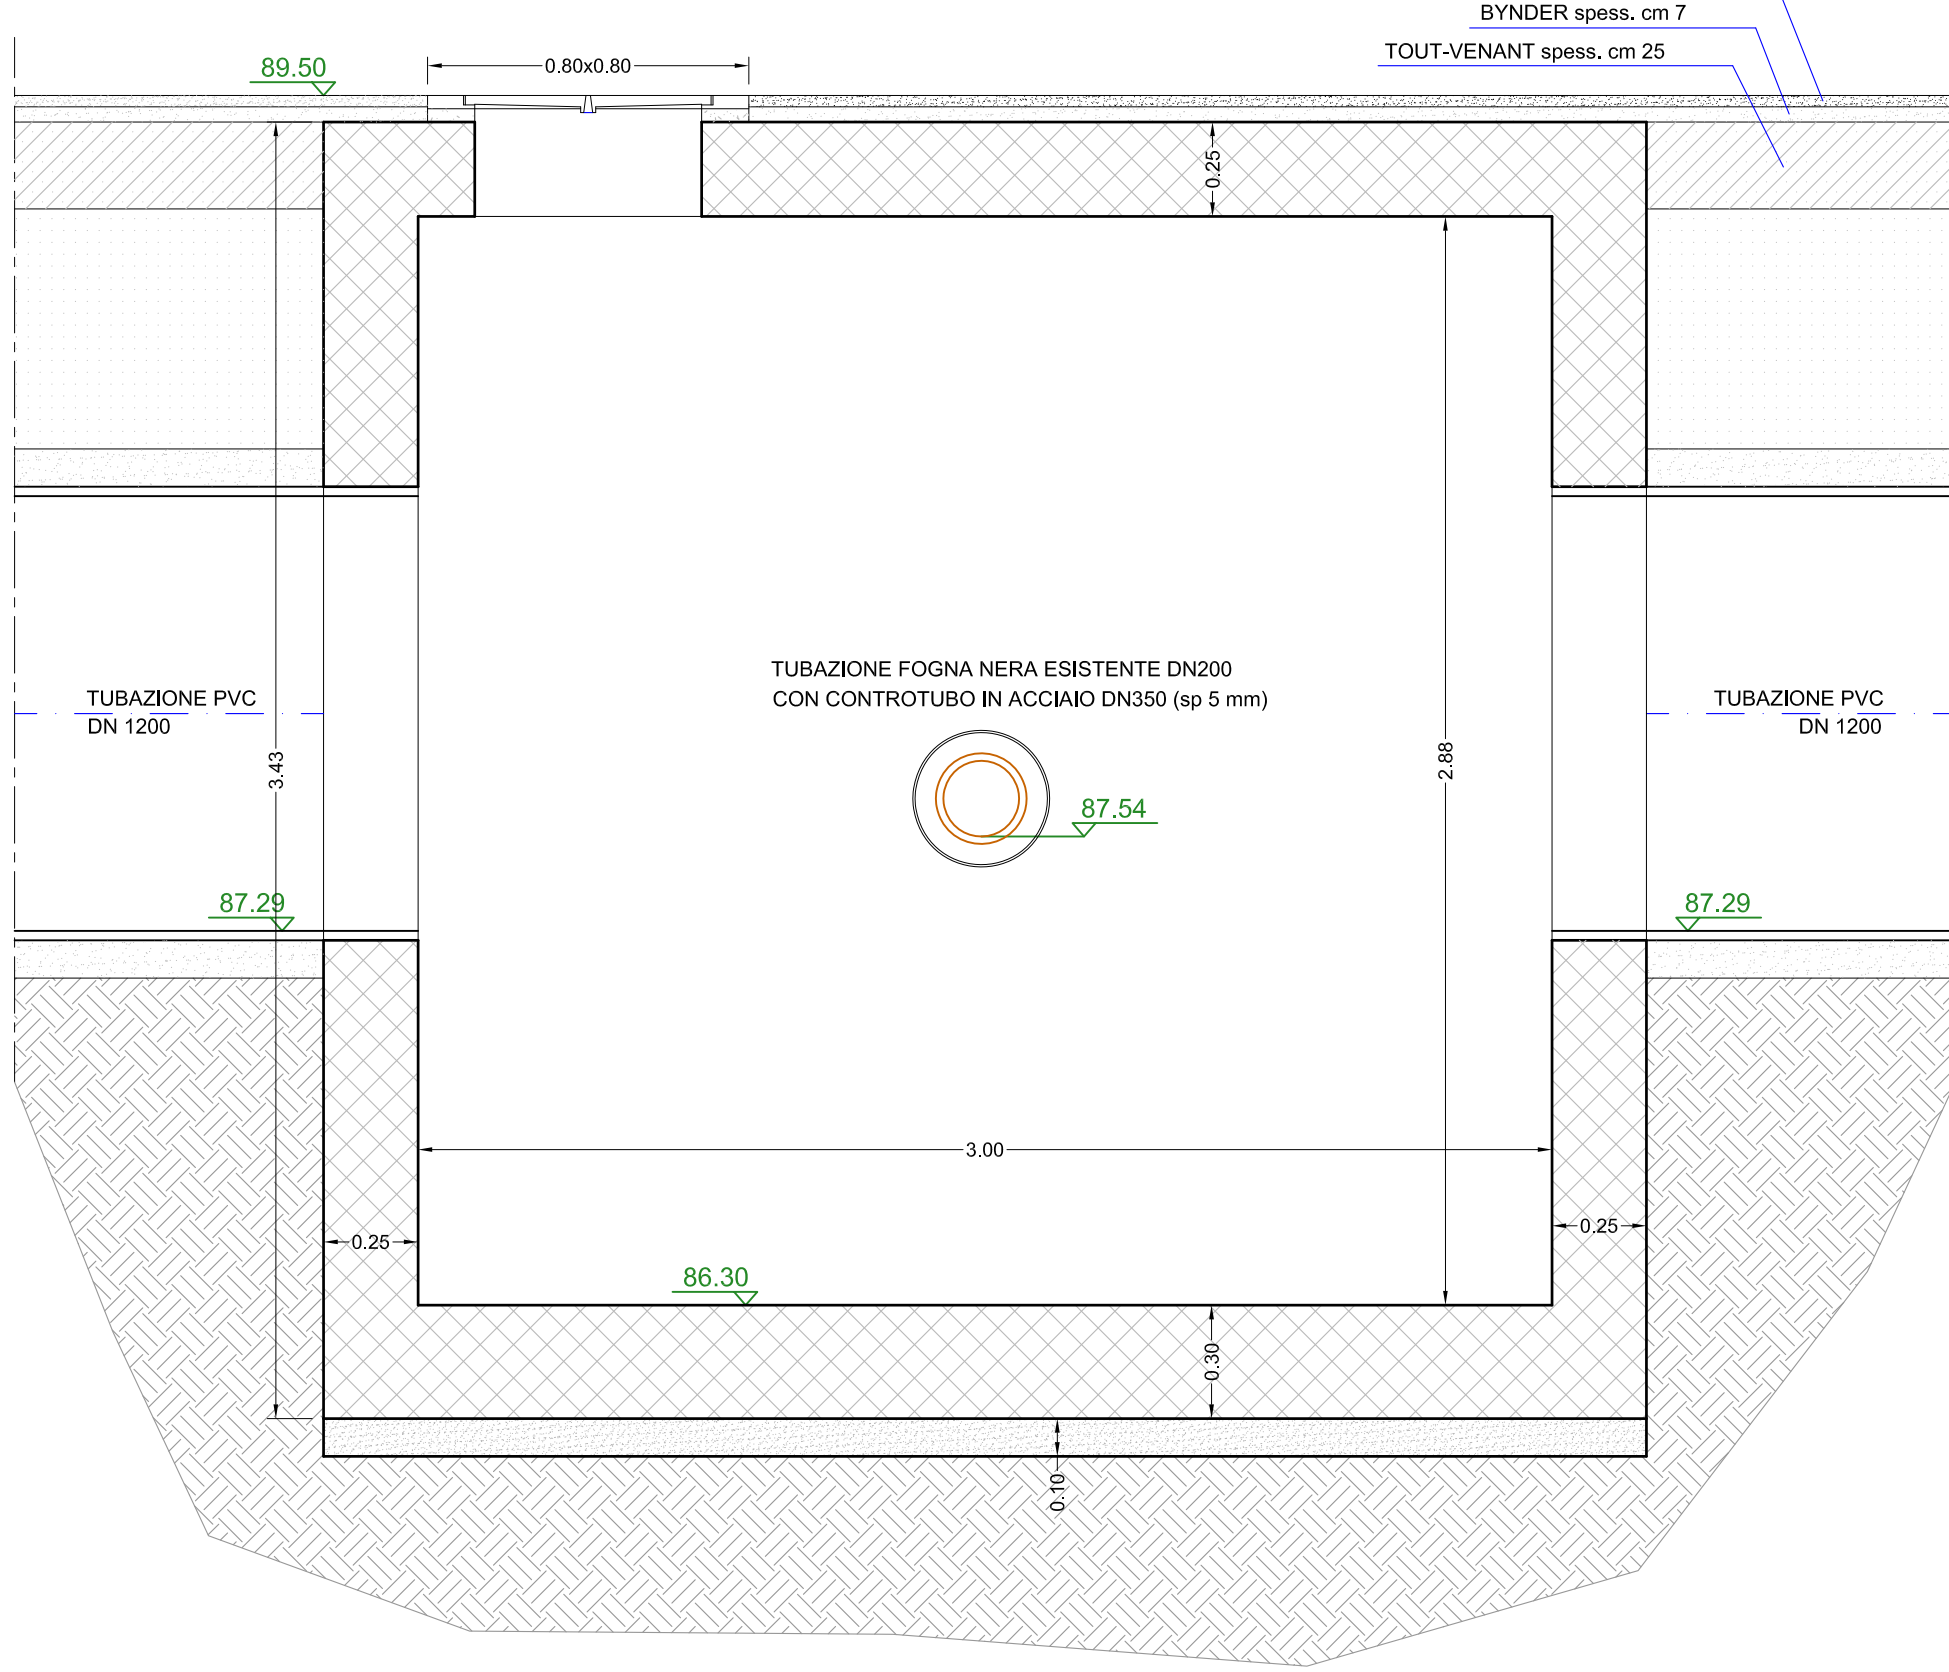 BYNDER spess. cm 7
TOUT-VENANT spess. cm 25
89.50
0.80x0.80
0.25
TUBAZIONE FOGNA NERA ESISTENTE DN200
CON CONTROTUBO IN ACCIAIO DN350 (sp 5 mm)
TUBAZIONE PVC
DN 1200
TUBAZIONE PVC
DN 1200
3.43
2.88
87.54
87.29
87.29
3.00
0.25
0.25
86.30
0.30
0.10